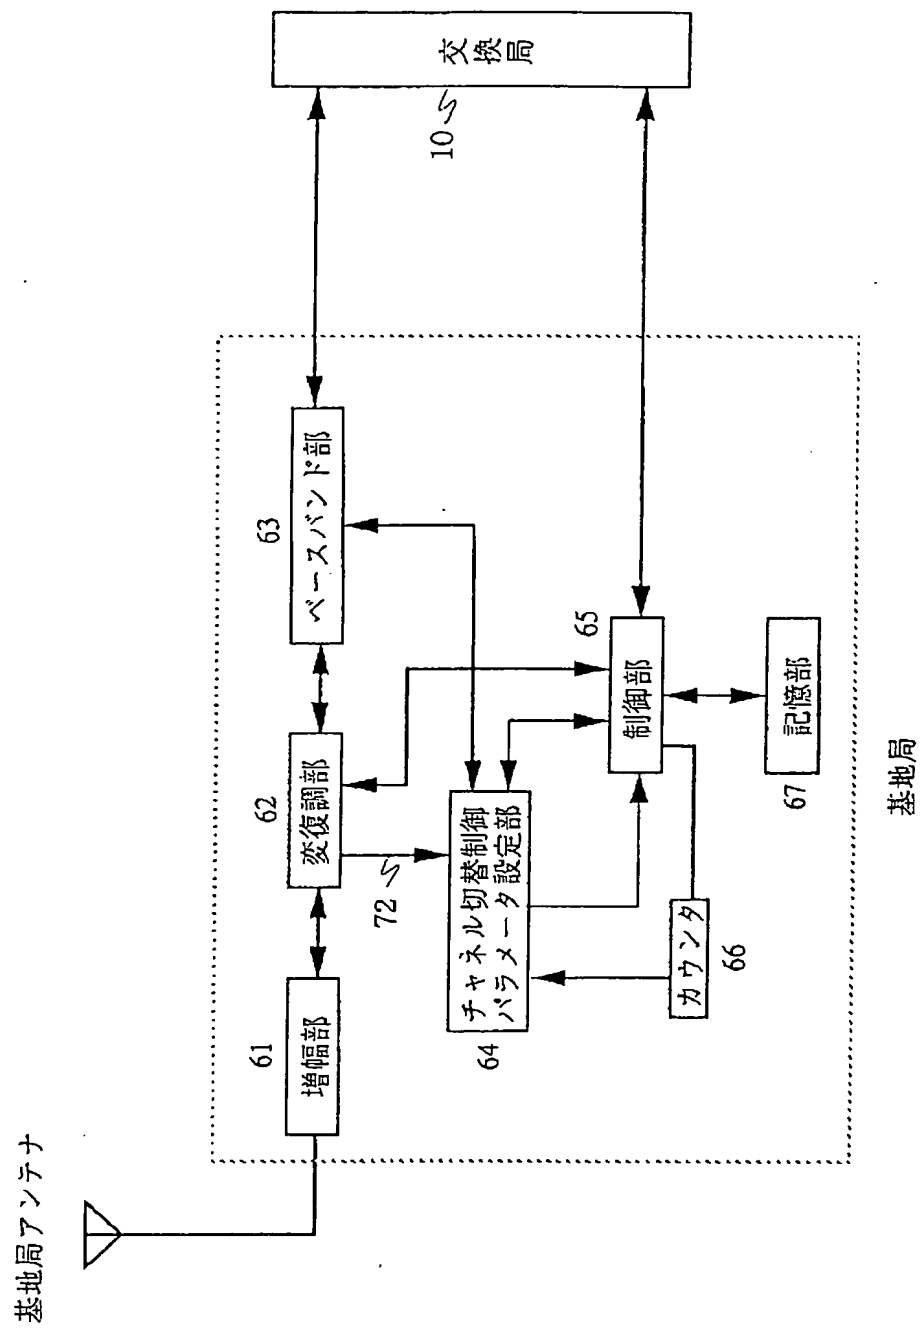 基地局アンテナ
61
増幅部
62
変復調部
63
ベースバンド部
72
64
チャネル切替制御
パラメータ設定部
65
制御部
66
カウンタ
67
記憶部
10
交換局
基地局